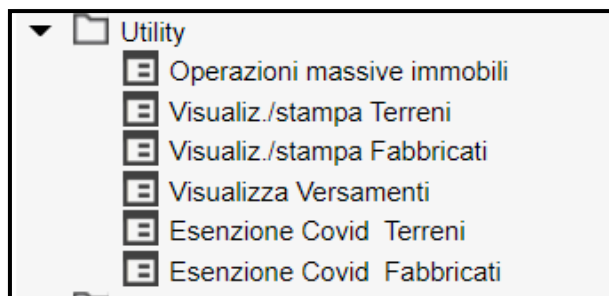 Utility
Operazioni massive immobili
Visualiz./stampa Terreni
Visualiz./stampa Fabbricati
Visualizza Versamenti
Esenzione Covid  Terreni
Esenzione Covid  Fabbricati